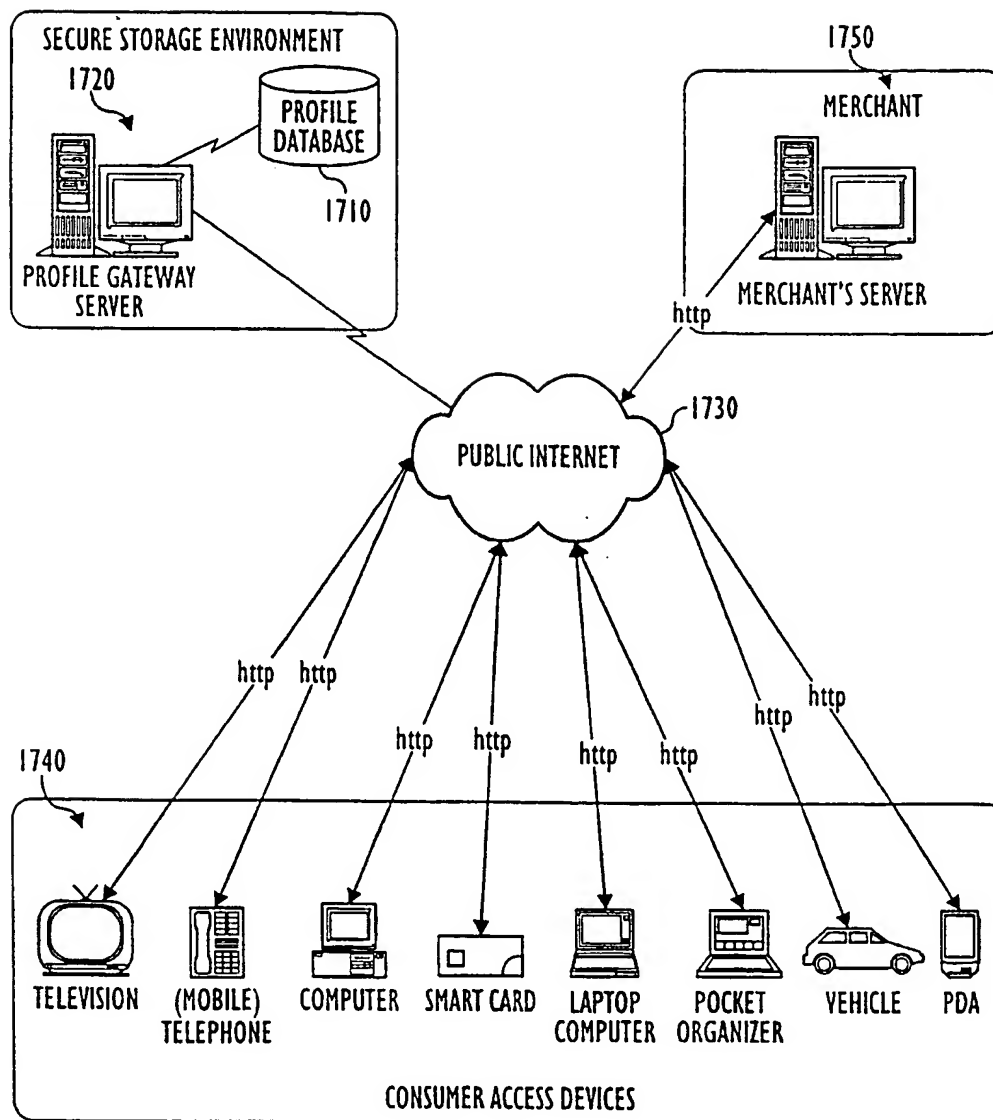 SECURE STORAGE ENVIRONMENT
1720
PROFILE
DATABASE
1710
PROFILE GATEWAY
SERVER
1750
MERCHANT
MERCHANT'S SERVER
http
1730
PUBLIC INTERNET
http
http
http
http
http
http
http
http
1740
TELEVISION
(MOBILE)
TELEPHONE
COMPUTER
SMART CARD
LAPTOP
COMPUTER
POCKET
ORGANIZER
VEHICLE
PDA
CONSUMER ACCESS DEVICES